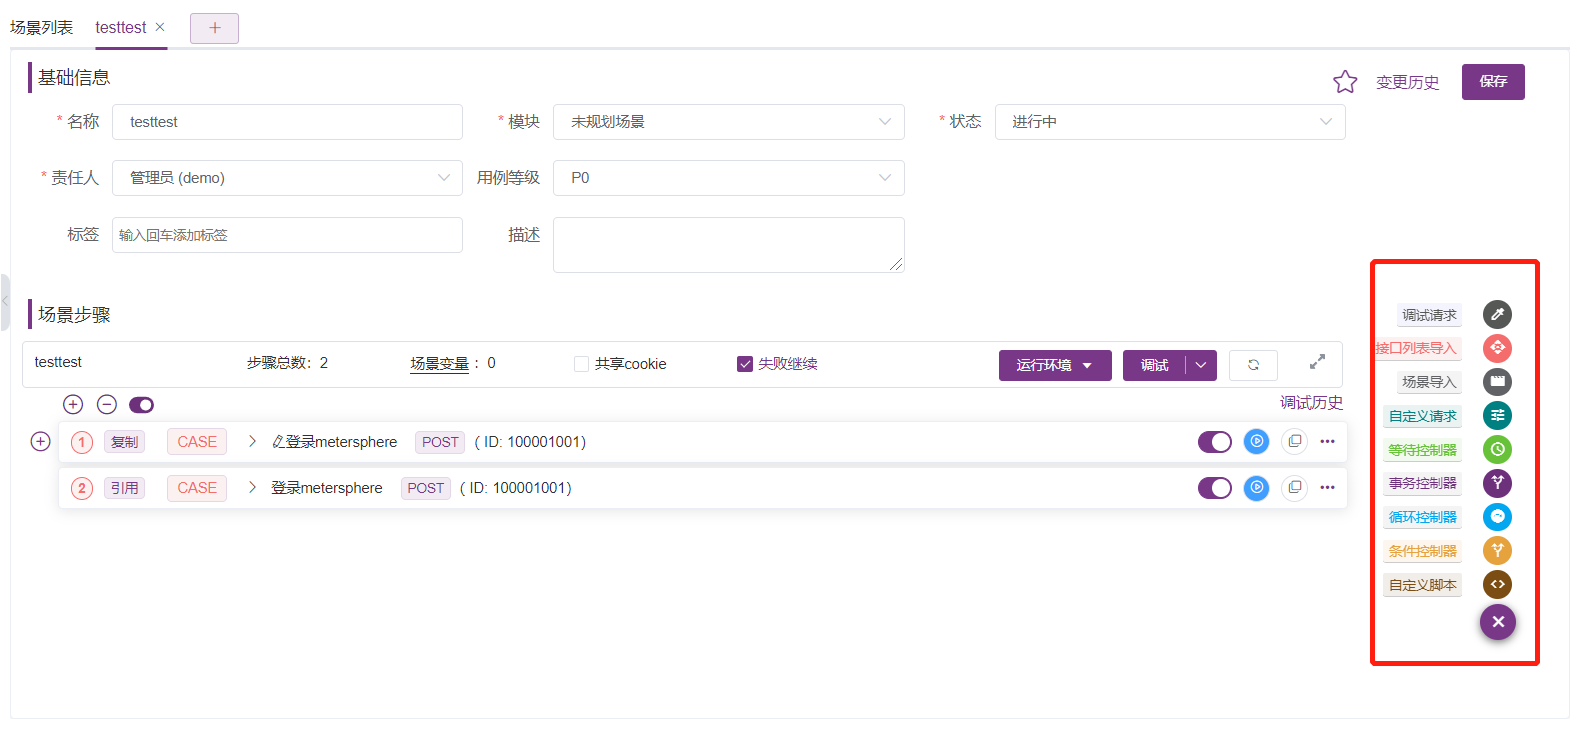 场景列表 testtest
基础信息
变更历史 保存
* 名称 testtest * 模块 未规划场景 * 状态 进行中
* 责任人 管理员 (demo) 用例等级 P0
标签 输入回车添加标签 描述
场景步骤
testtest 步骤总数：2 场景变量 : 0 共享cookie 失败继续 运行环境 调试
调试历史
1 复制 CASE 登录metersphere POST ( ID: 100001001)
2 引用 CASE 登录metersphere POST ( ID: 100001001)
调试请求
接口列表导入
场景导入
自定义请求
等待控制器
事务控制器
循环控制器
条件控制器
自定义脚本